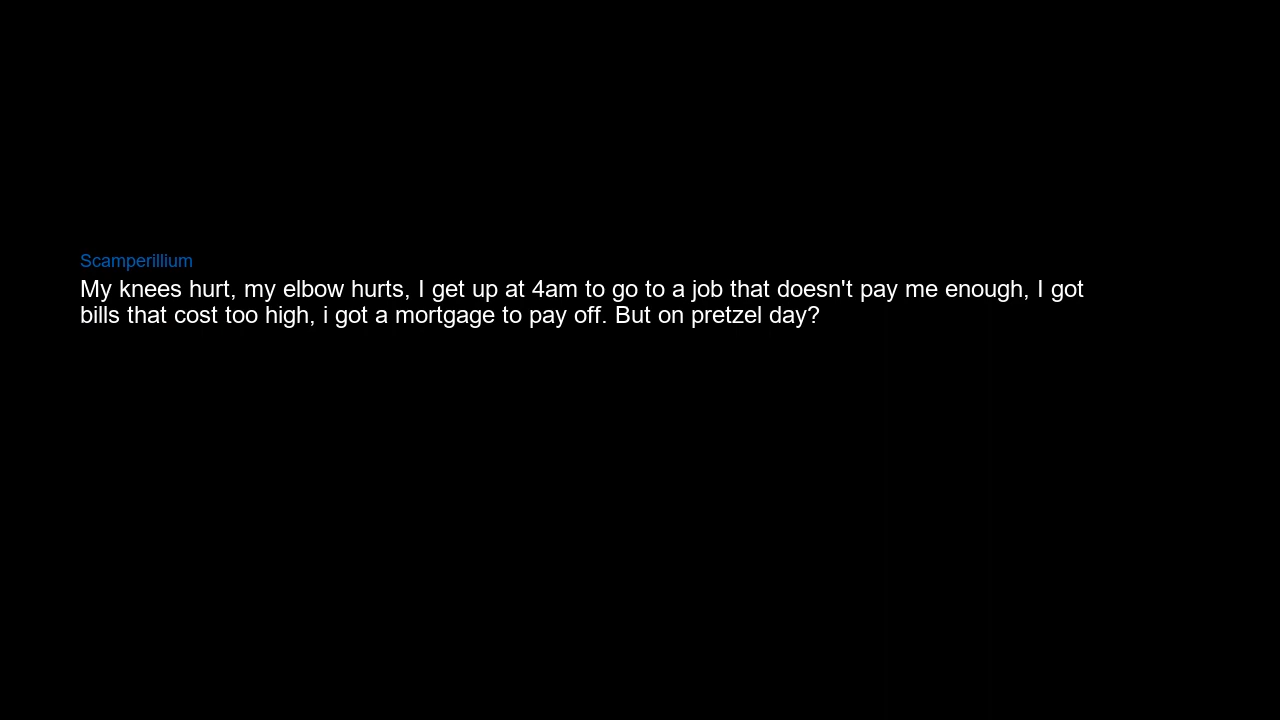 Scamperillium
My knees hurt, my elbow hurts, I get up at 4am to go to a job that doesn't pay me enough, I got
bills that cost too high, i got a mortgage to pay off. But on pretzel day?